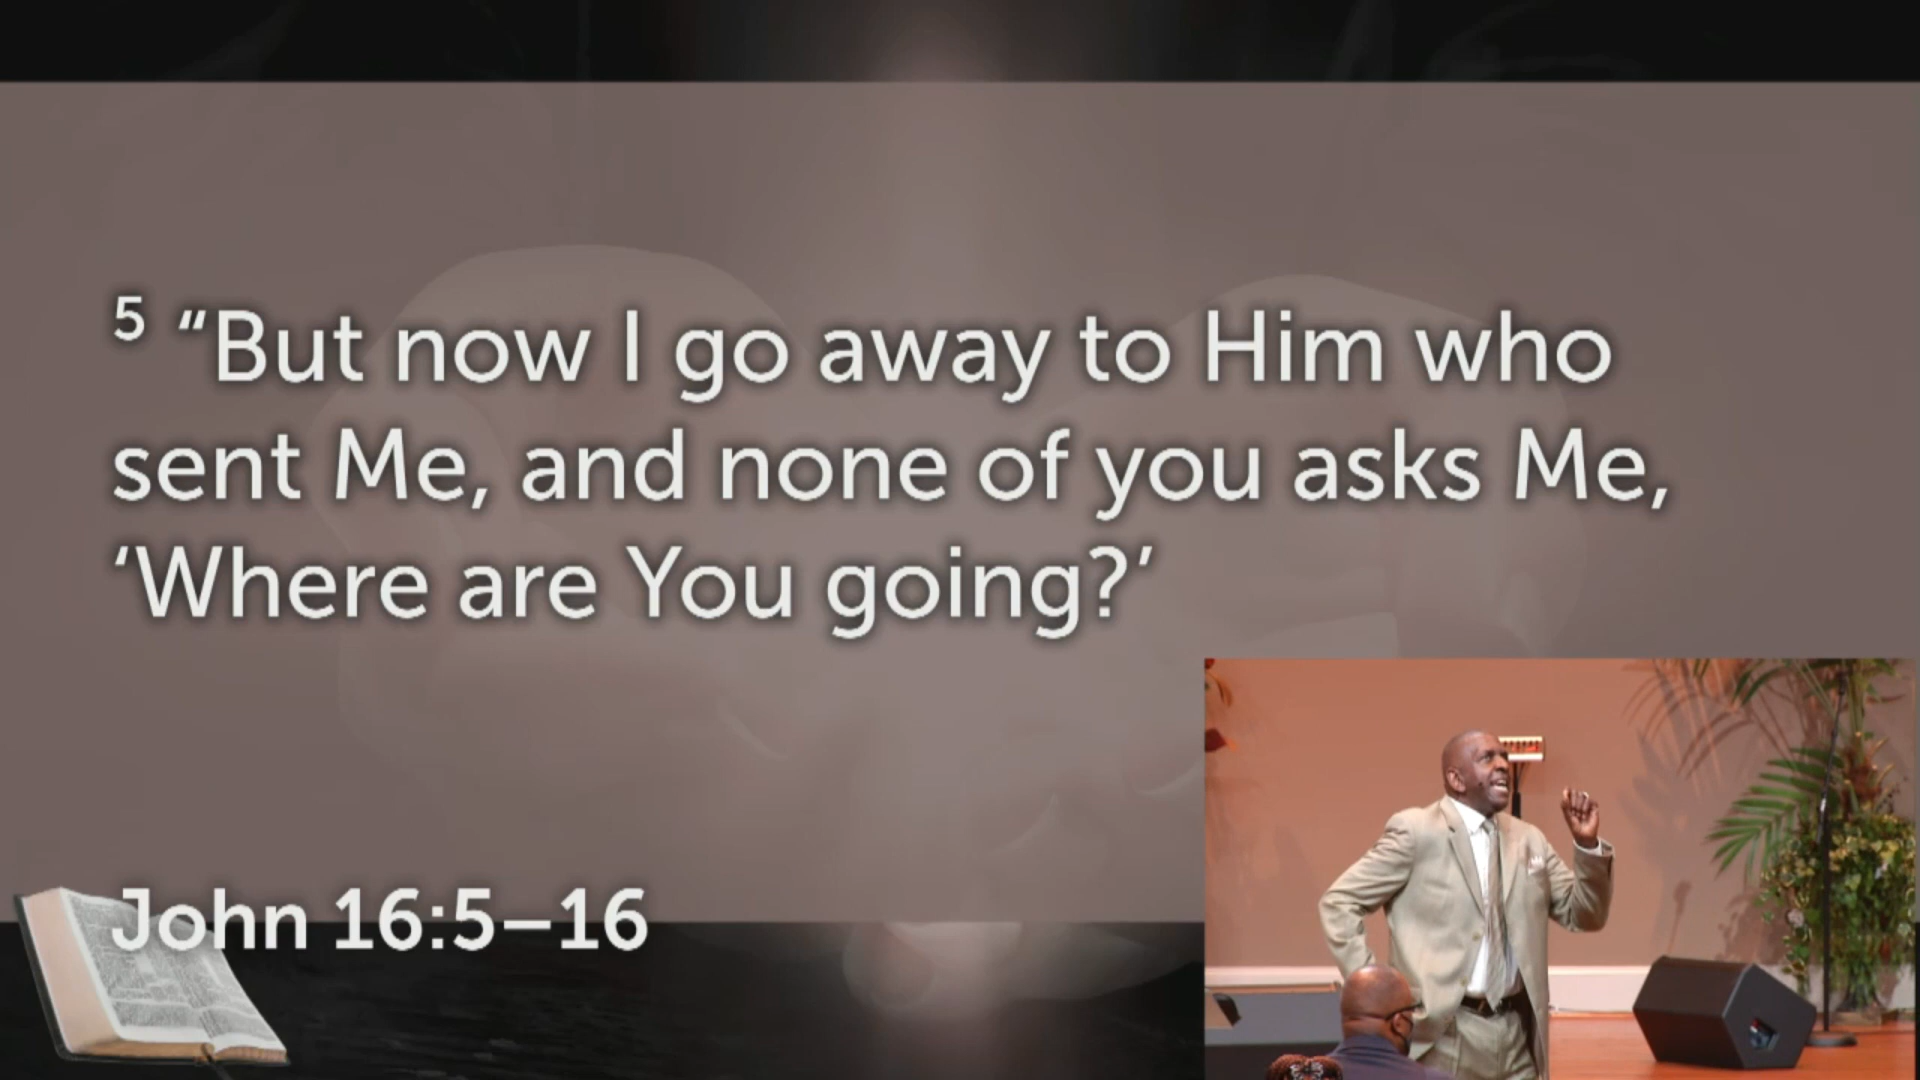 5 “But now I go away to Him who
sent Me, and none of you asks Me,
‘Where are You going?’
John 16:5–16